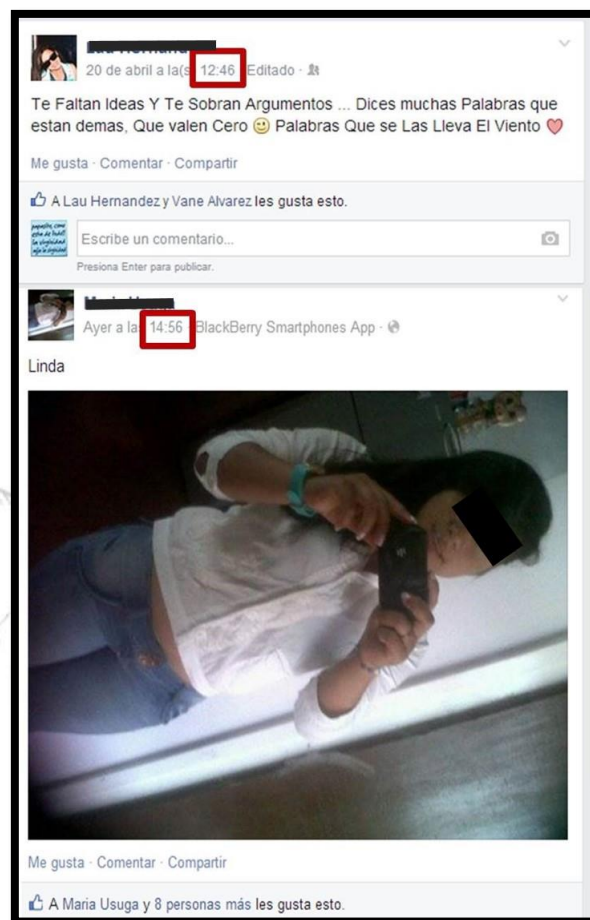 20 de abril a la(s 12:46 Editado ·
Te Faltan Ideas Y Te Sobran Argumentos ... Dices muchas Palabras que
estan demas, Que valen Cero 🙂 Palabras Que se Las Lleva El Viento ❤
Me gusta · Comentar · Compartir
A Lau Hernandez y Vane Alvarez les gusta esto.
Escribe un comentario...
Presiona Enter para publicar.
Ayer a las 14:56 · BlackBerry Smartphones App ·
Linda
Me gusta · Comentar · Compartir
A Maria Usuga y 8 personas más les gusta esto.